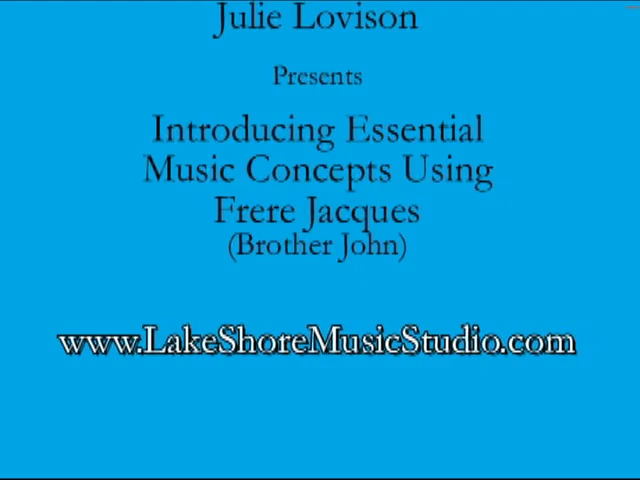 Julie Lovison
Presents
Introducing Essential
Music Concepts Using
Frere Jacques
(Brother John)
www.LakeShoreMusicStudio.com